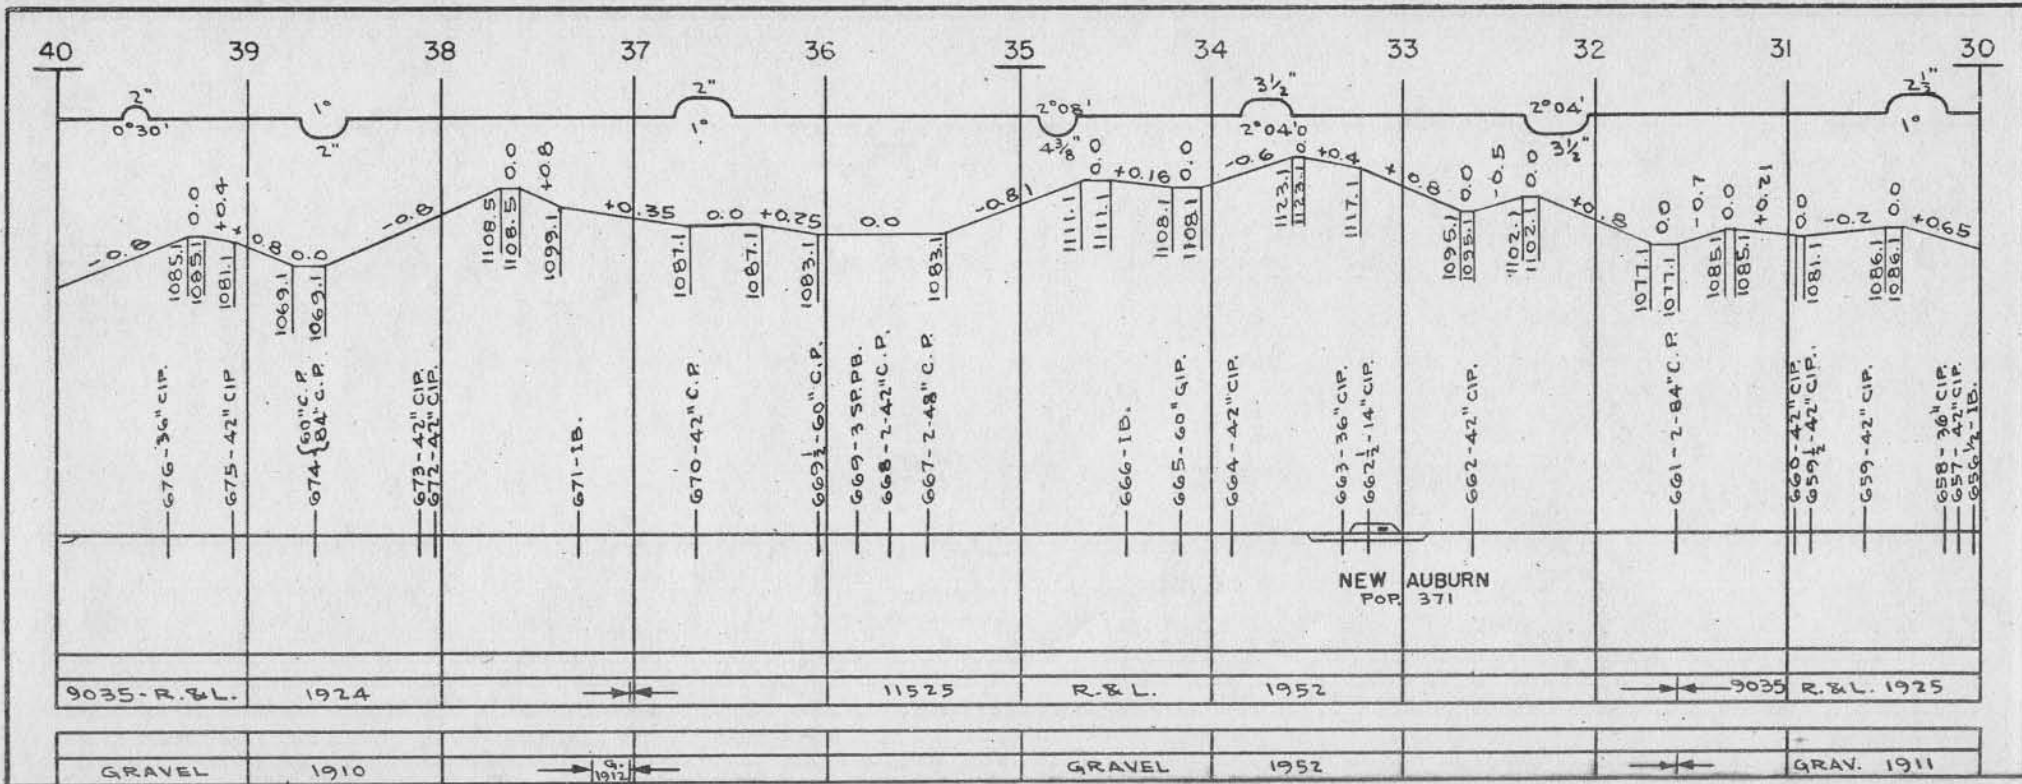 40 39 38 37 36 35 34 33 32 31 30
2" 0°30'
1° 2"
2" 1°
2°08' 4 3/8"
3 1/2" 2°04'
2°04' 3 1/2"
2 1/2" 1°
-0.8 0.0 +0.4 +0.8 0.0 -0.8 0.0 +0.8 +0.35 0.0 +0.25 0.0 -0.81 0.0 +0.16 0.0 -0.6 0.0 +0.4 +0.8 0.0 -0.5 0.0 +0.8 0.0 -0.7 0.0 +0.21 0.0 -0.2 0.0 +0.65
1085.1
1085.1
1081.1
1069.1
1069.1
1108.5
1108.5
1099.1
1087.1
1087.1
1083.1
1083.1
1111.1
1111.1
1108.1
1108.1
1123.1
1123.1
1117.1
1095.1
1095.1
1102.1
1102.1
1077.1
1077.1
1085.1
1085.1
1081.1
1086.1
1086.1
676-36" CIP.
675-42" CIP
674-{60" C.P.
84" C.P.
673-42" CIP.
672-42" CIP.
671-IB.
670-42" C.P.
669 1/2-60" C.P.
669-3 SP.PB.
668-2-42" C.P.
667-2-48" C.P.
666-IB.
665-60" CIP.
664-42" CIP.
663-36" CIP.
662 1/2-14" CIP.
662-42" CIP.
661-2-84" C.P.
660-42" CIP.
659 1/2-42" CIP.
659-42" CIP.
658-36" CIP.
657-42" CIP.
656 1/2-IB.
NEW AUBURN
POP. 371
9035-R.&L. 1924 11525 R.&L. 1952 9035 R.&L. 1925
GRAVEL 1910 G. 1912 GRAVEL 1952 GRAV. 1911